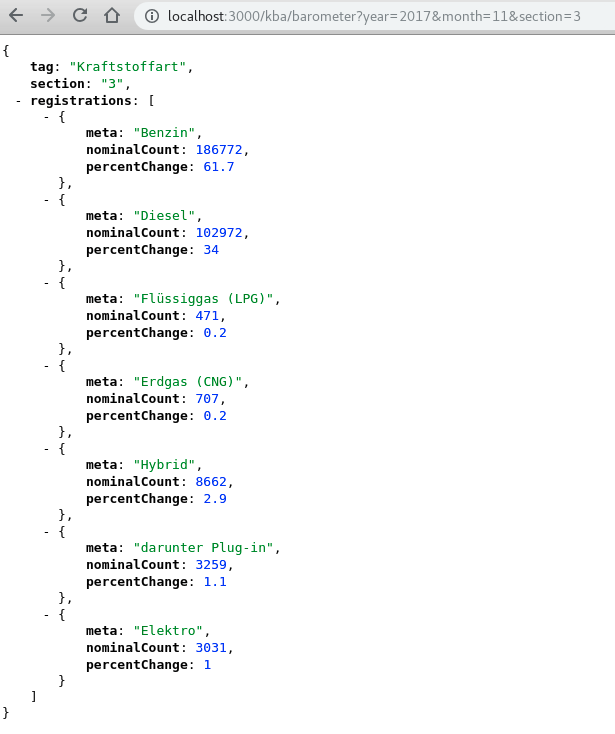 localhost:3000/kba/barometer?year=2017&month=11&section=3
{
tag: "Kraftstoffart",
section: "3",
- registrations: [
- {
meta: "Benzin",
nominalCount: 186772,
percentChange: 61.7
},
- {
meta: "Diesel",
nominalCount: 102972,
percentChange: 34
},
- {
meta: "Flüssiggas (LPG)",
nominalCount: 471,
percentChange: 0.2
},
- {
meta: "Erdgas (CNG)",
nominalCount: 707,
percentChange: 0.2
},
- {
meta: "Hybrid",
nominalCount: 8662,
percentChange: 2.9
},
- {
meta: "darunter Plug-in",
nominalCount: 3259,
percentChange: 1.1
},
- {
meta: "Elektro",
nominalCount: 3031,
percentChange: 1
}
]
}